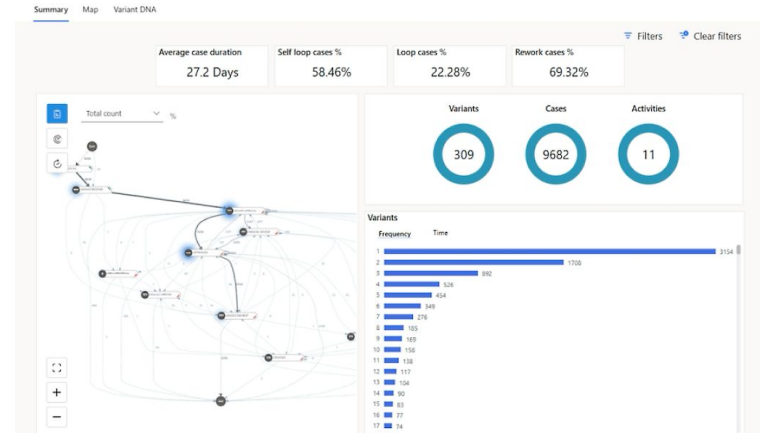 Summary Map Variant DNA
Filters Clear filters
Average case duration Self loop cases % Loop cases % Rework cases %
27.2 Days 58.46% 22.28% 69.32%
Total count %
Variants Cases Activities
309 9682 11
Variants
Frequency Time
1 3154
2 1708
3 892
4 526
5 454
6 349
7 276
8 185
9 169
10 158
11 138
12 117
13 104
14 90
15 83
16 77
17 74